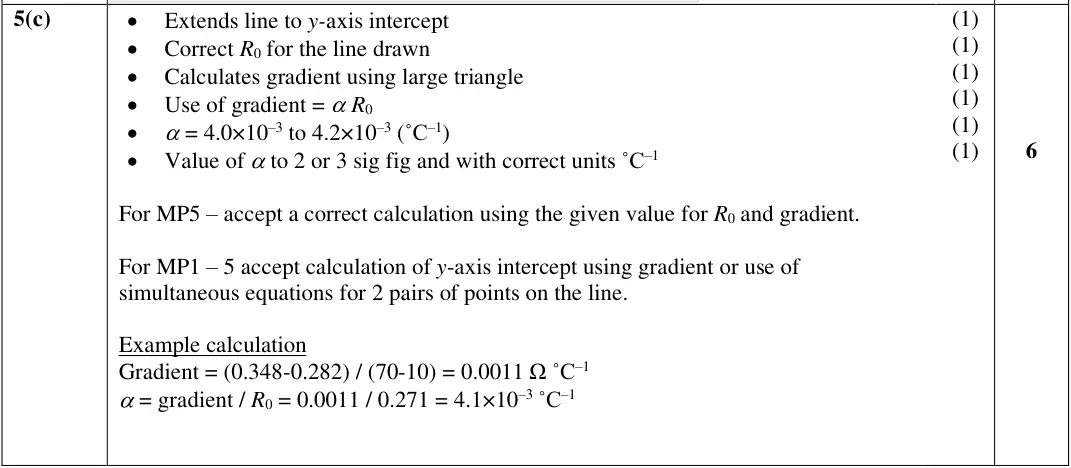 5(c)
• Extends line to y-axis intercept (1)
• Correct R₀ for the line drawn (1)
• Calculates gradient using large triangle (1)
• Use of gradient = α R₀ (1)
• α = 4.0×10⁻³ to 4.2×10⁻³ (˚C⁻¹) (1)
• Value of α to 2 or 3 sig fig and with correct units ˚C⁻¹ (1) 6
For MP5 – accept a correct calculation using the given value for R₀ and gradient.
For MP1 – 5 accept calculation of y-axis intercept using gradient or use of
simultaneous equations for 2 pairs of points on the line.
Example calculation
Gradient = (0.348-0.282) / (70-10) = 0.0011 Ω ˚C⁻¹
α = gradient / R₀ = 0.0011 / 0.271 = 4.1×10⁻³ ˚C⁻¹